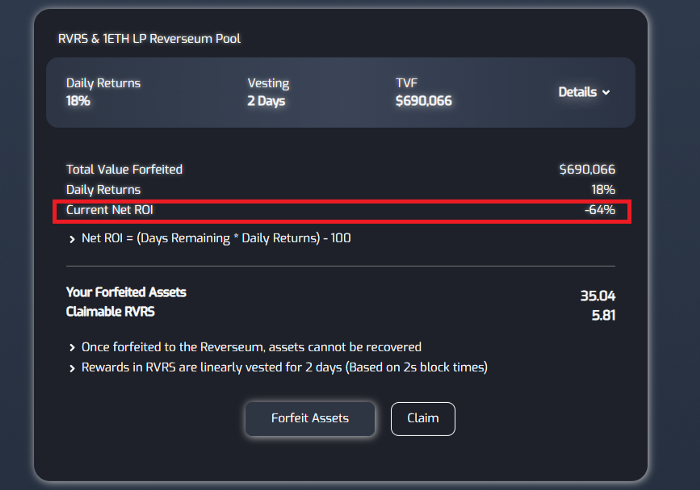 RVRS & 1ETH LP Reverseum Pool
Daily Returns Vesting TVF
18% 2 Days $690,066 Details
Total Value Forfeited $690,066
Daily Returns 18%
Current Net ROI -64%
Net ROI = (Days Remaining * Daily Returns) - 100
Your Forfeited Assets 35.04
Claimable RVRS 5.81
Once forfeited to the Reverseum, assets cannot be recovered
Rewards in RVRS are linearly vested for 2 days (Based on 2s block times)
Forfeit Assets Claim